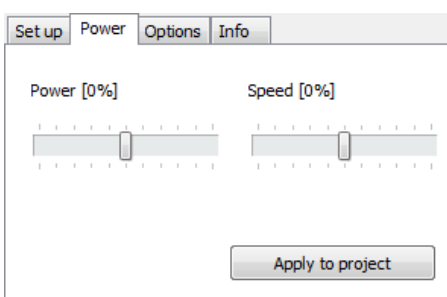 Set up Power Options Info
Power [0%] Speed [0%]
Apply to project